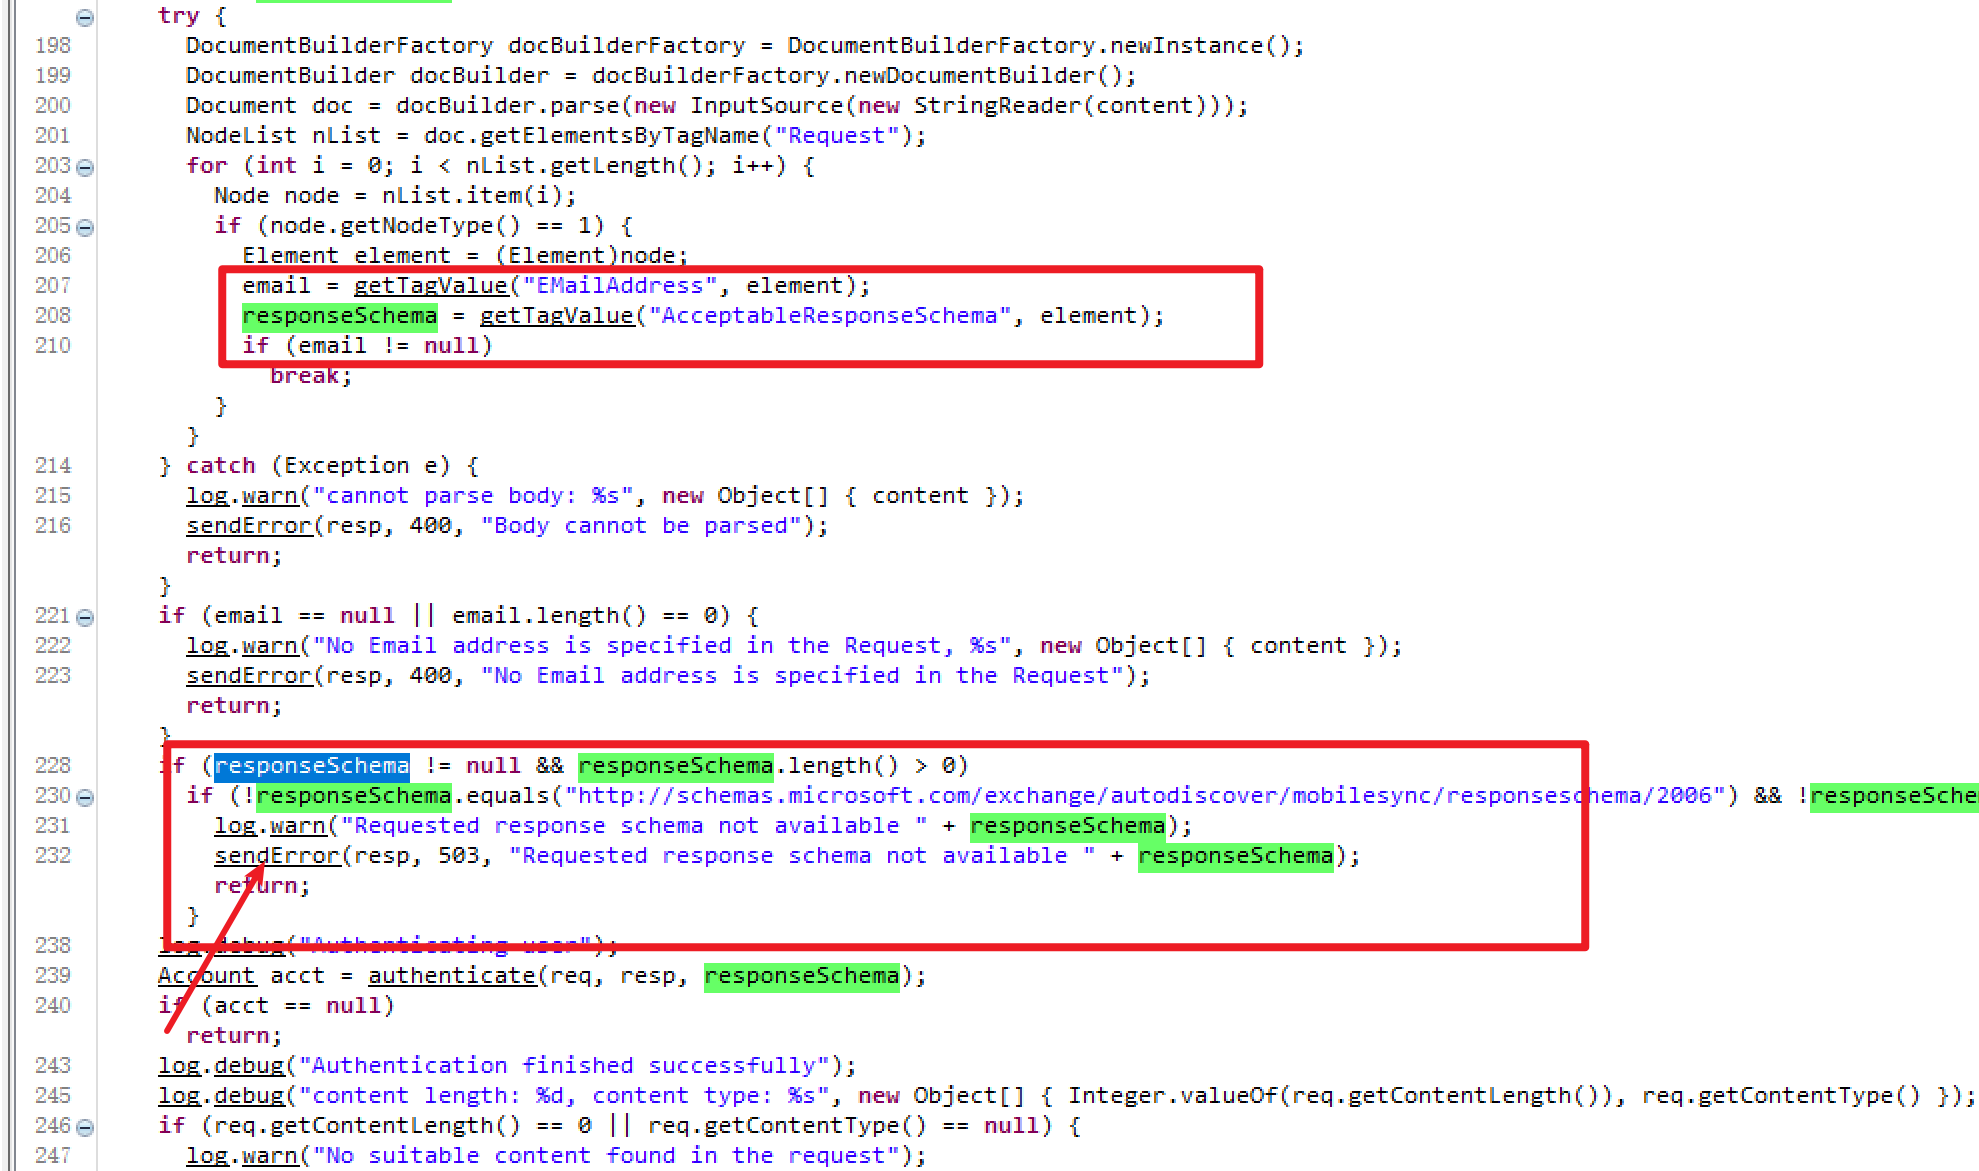 try {
198 DocumentBuilderFactory docBuilderFactory = DocumentBuilderFactory.newInstance();
199 DocumentBuilder docBuilder = docBuilderFactory.newDocumentBuilder();
200 Document doc = docBuilder.parse(new InputSource(new StringReader(content)));
201 NodeList nList = doc.getElementsByTagName("Request");
203 for (int i = 0; i < nList.getLength(); i++) {
204 Node node = nList.item(i);
205 if (node.getNodeType() == 1) {
206 Element element = (Element)node;
207 email = getTagValue("EMailAddress", element);
208 responseSchema = getTagValue("AcceptableResponseSchema", element);
210 if (email != null)
break;
}
}
214 } catch (Exception e) {
215 log.warn("cannot parse body: %s", new Object[] { content });
216 sendError(resp, 400, "Body cannot be parsed");
return;
}
221 if (email == null || email.length() == 0) {
222 log.warn("No Email address is specified in the Request, %s", new Object[] { content });
223 sendError(resp, 400, "No Email address is specified in the Request");
return;
}
228 if (responseSchema != null && responseSchema.length() > 0)
230 if (!responseSchema.equals("http://schemas.microsoft.com/exchange/autodiscover/mobilesync/responseschema/2006") && !responseSche
231 log.warn("Requested response schema not available " + responseSchema);
232 sendError(resp, 503, "Requested response schema not available " + responseSchema);
return;
}
238 log.debug("Authenticating user");
239 Account acct = authenticate(req, resp, responseSchema);
240 if (acct == null)
return;
243 log.debug("Authentication finished successfully");
245 log.debug("content length: %d, content type: %s", new Object[] { Integer.valueOf(req.getContentLength()), req.getContentType() });
246 if (req.getContentLength() == 0 || req.getContentType() == null) {
247 log.warn("No suitable content found in the request");